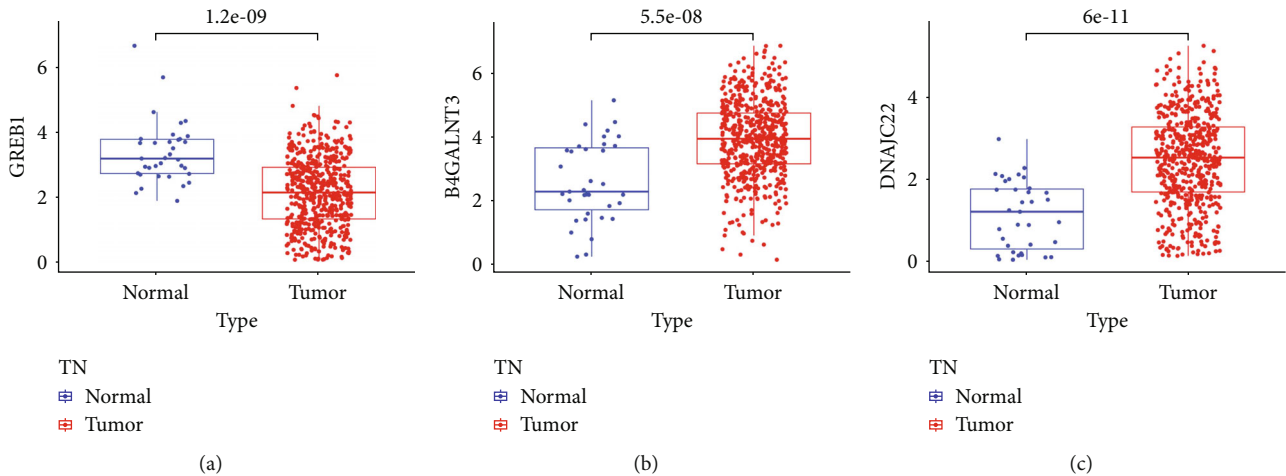 1.2e-09
6
4
2
0
GREB1
Normal Tumor
Type
TN
Normal
Tumor
(a)
5.5e-08
6
4
2
0
B4GALNT3
Normal Tumor
Type
TN
Normal
Tumor
(b)
6e-11
4
2
0
DNAJC22
Normal Tumor
Type
TN
Normal
Tumor
(c)